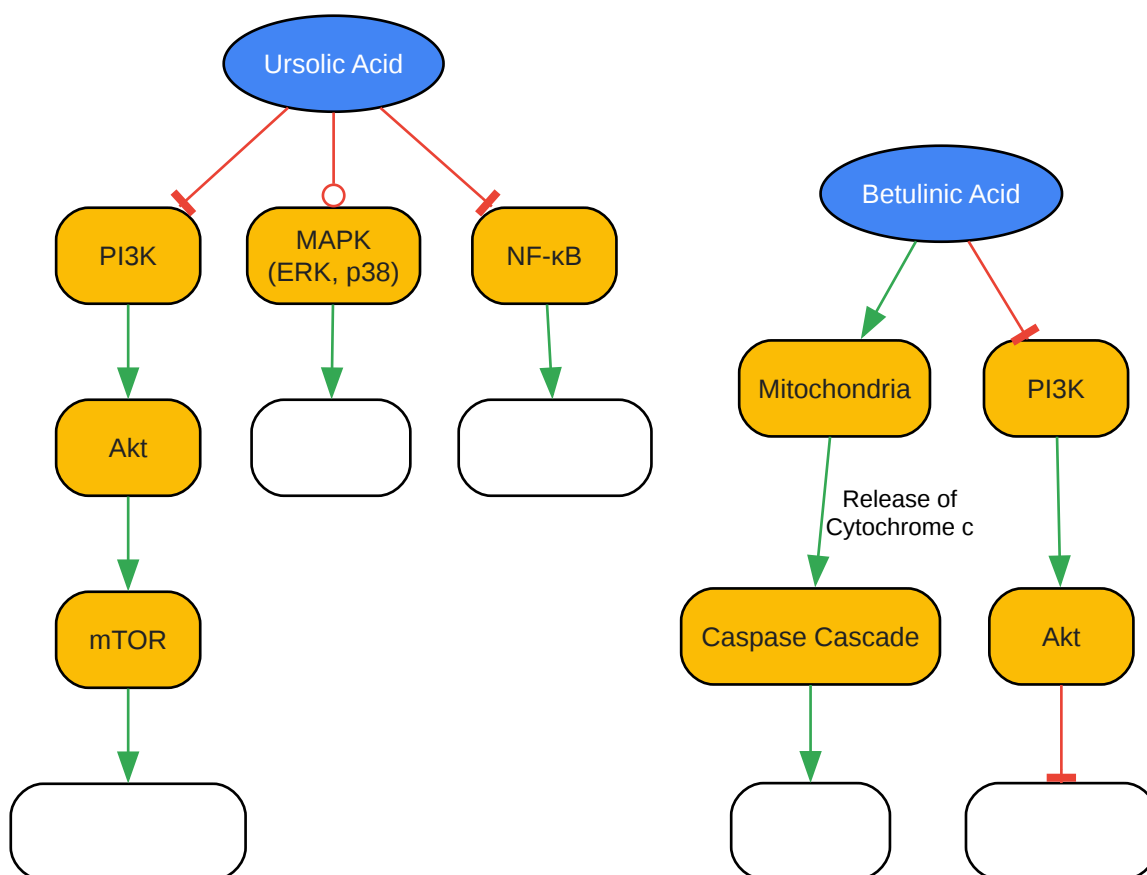 Ursolic Acid
Betulinic Acid
PI3K
MAPK
(ERK, p38)
NF-κB
Mitochondria
PI3K
Akt
Release of
Cytochrome c
mTOR
Caspase Cascade
Akt